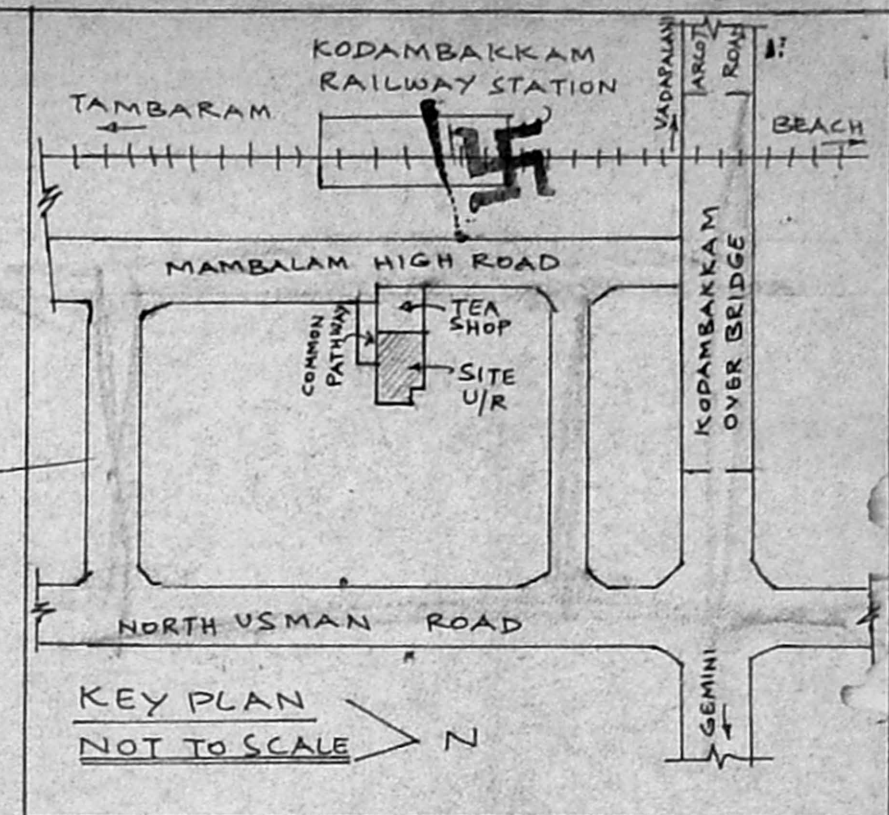 KODAMBAKKAM
RAILWAY STATION
TAMBARAM
VADAPALANI
ARCOT
ROAD
BEACH
MAMBALAM HIGH ROAD
TEA
SHOP
COMMON
PATHWAY
SITE
U/R
KODAMBAKKAM
OVER BRIDGE
NORTH USMAN ROAD
GEMINI
KEY PLAN
NOT TO SCALE
N